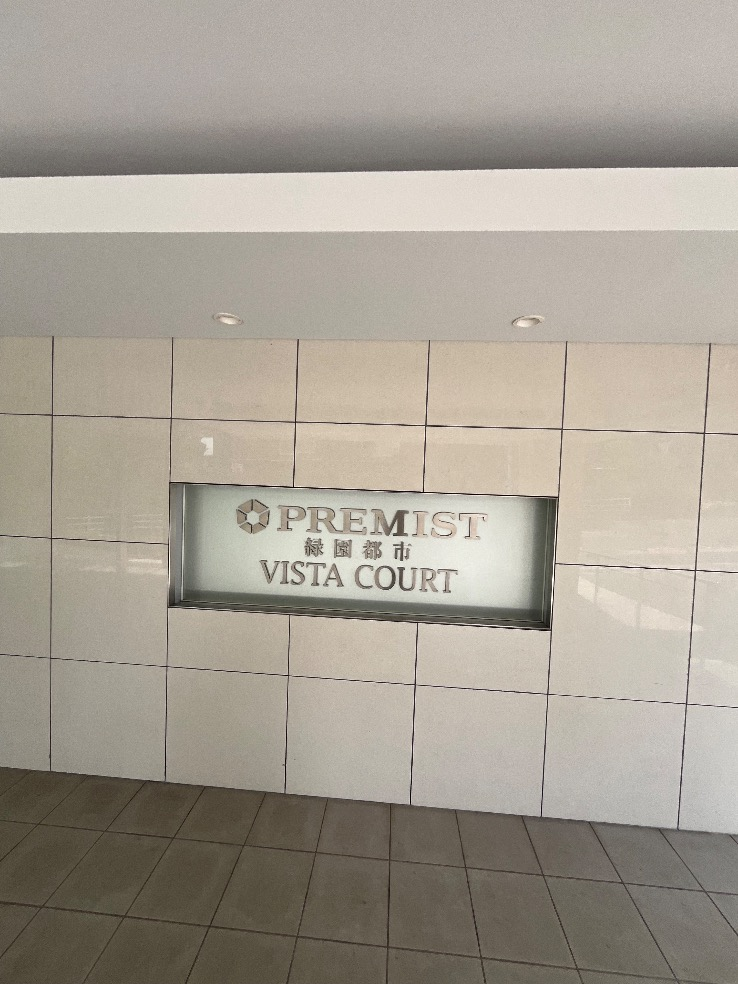 PREMIST
緑園都市
VISTA COURT